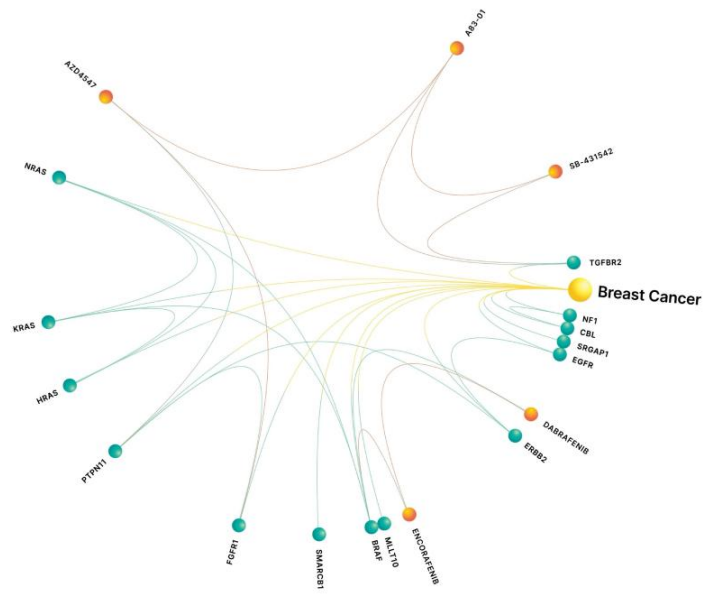 A83-01
AZD4547
SB-431542
NRAS
TGFBR2
Breast Cancer
NF1
KRAS
CBL
SRGAP1
EGFR
HRAS
DABRAFENIB
ERBB2
PTPN11
FGFR1
SMARCB1
BRAF
MLLT10
ENCORAFENIB